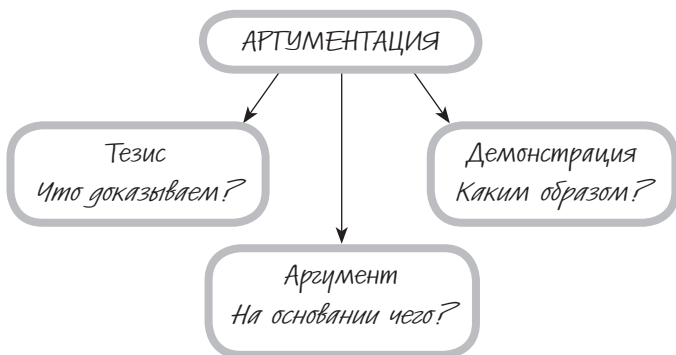 АРГУМЕНТАЦИЯ
Тезис
Что доказываем?
Демонстрация
Каким образом?
Аргумент
На основании чего?